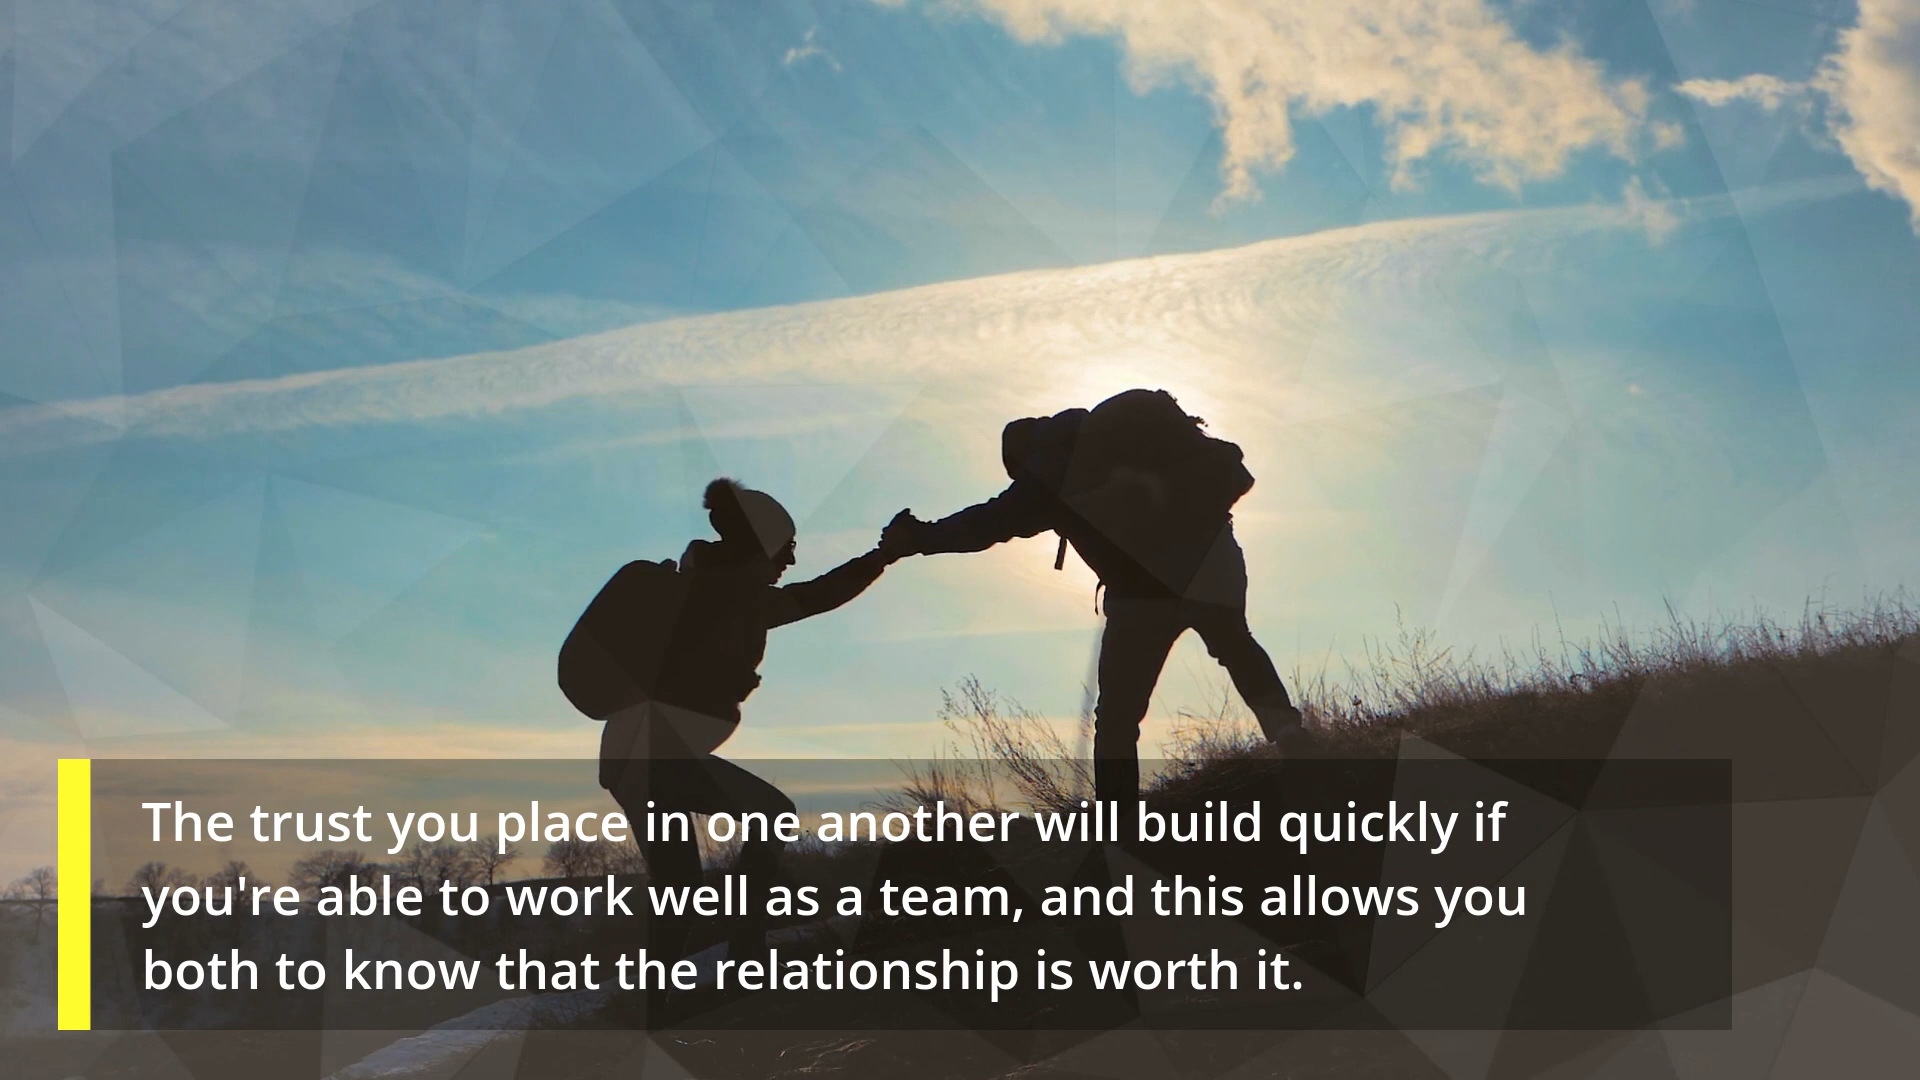 The trust you place in one another will build quickly if
you're able to work well as a team, and this allows you
both to know that the relationship is worth it.